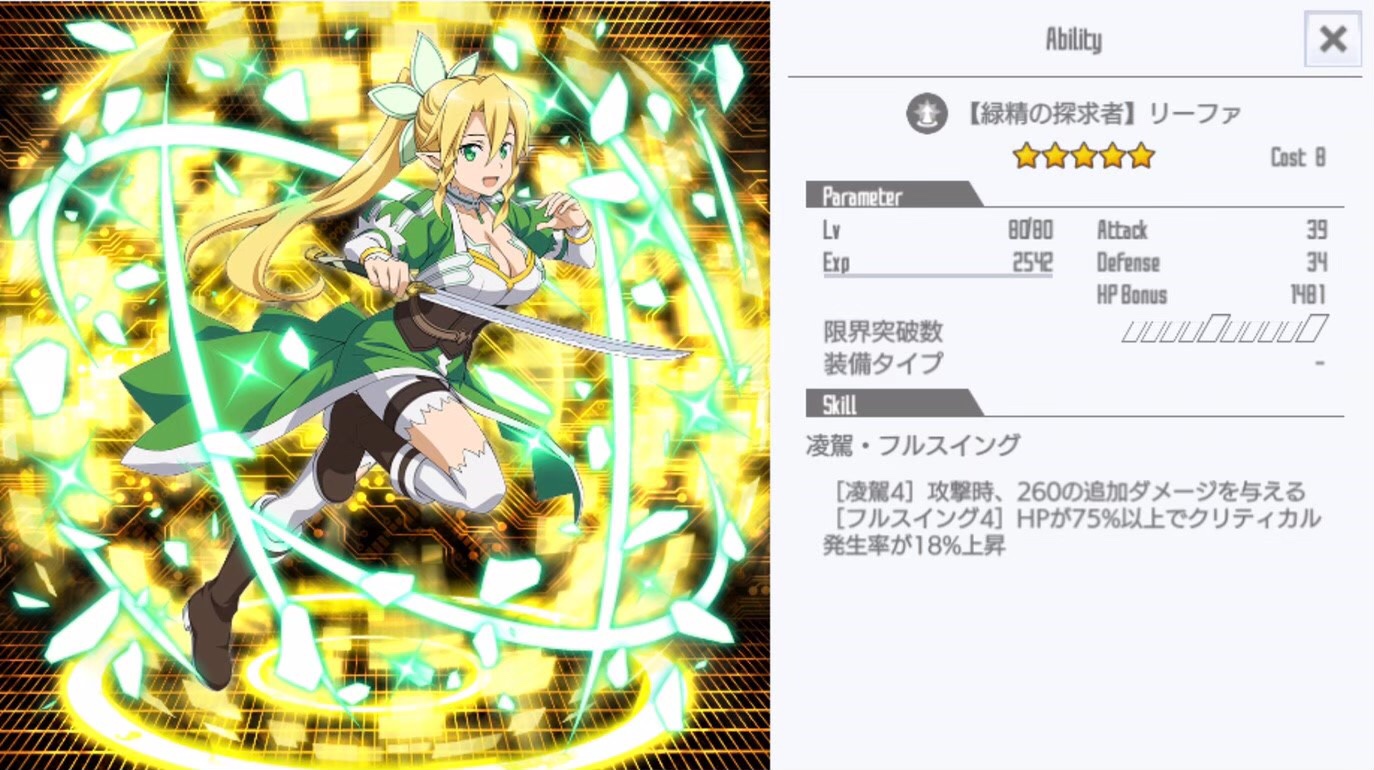 Ability
【緑精の探求者】リーファ
Cost 8
Parameter
Lv 80/80 Attack 39
Exp 2542 Defense 34
HP Bonus 1481
限界突破数
装備タイプ -
Skill
凌駕・フルスイング
［凌駕4］攻撃時、260の追加ダメージを与える
［フルスイング4］HPが75%以上でクリティカル
発生率が18%上昇